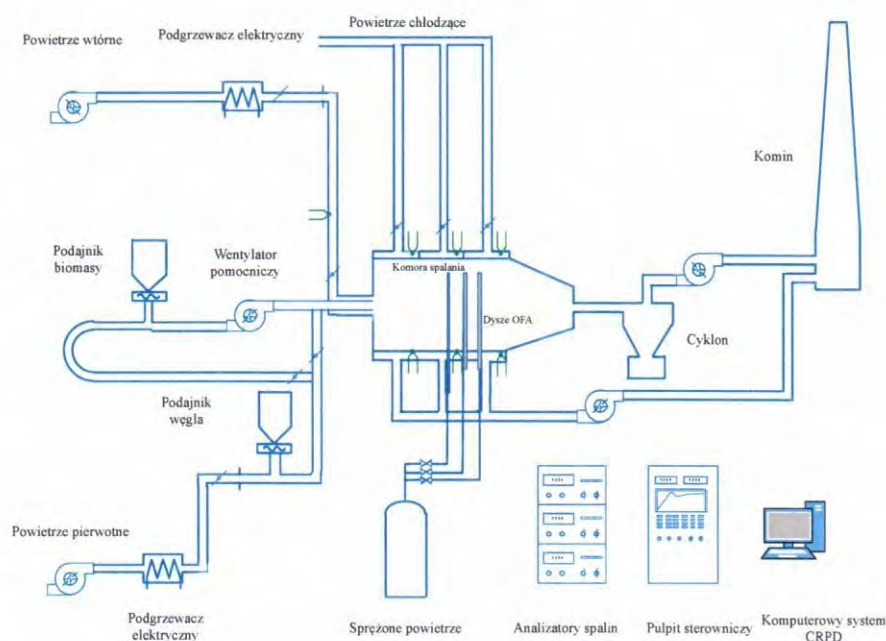 Powietrze chłodzące
Powietrze wtórne
Podgrzewacz elektryczny
Komin
Podajnik
biomasy
Wentylator
pomocniczy
Komora spalania
Dysze OFA
Cyklon
Podajnik
węgla
Powietrze pierwotne
Podgrzewacz
elektryczny
Sprężone powietrze
Analizatory spalin
Pulpit sterowniczy
Komputerowy system
CRPD